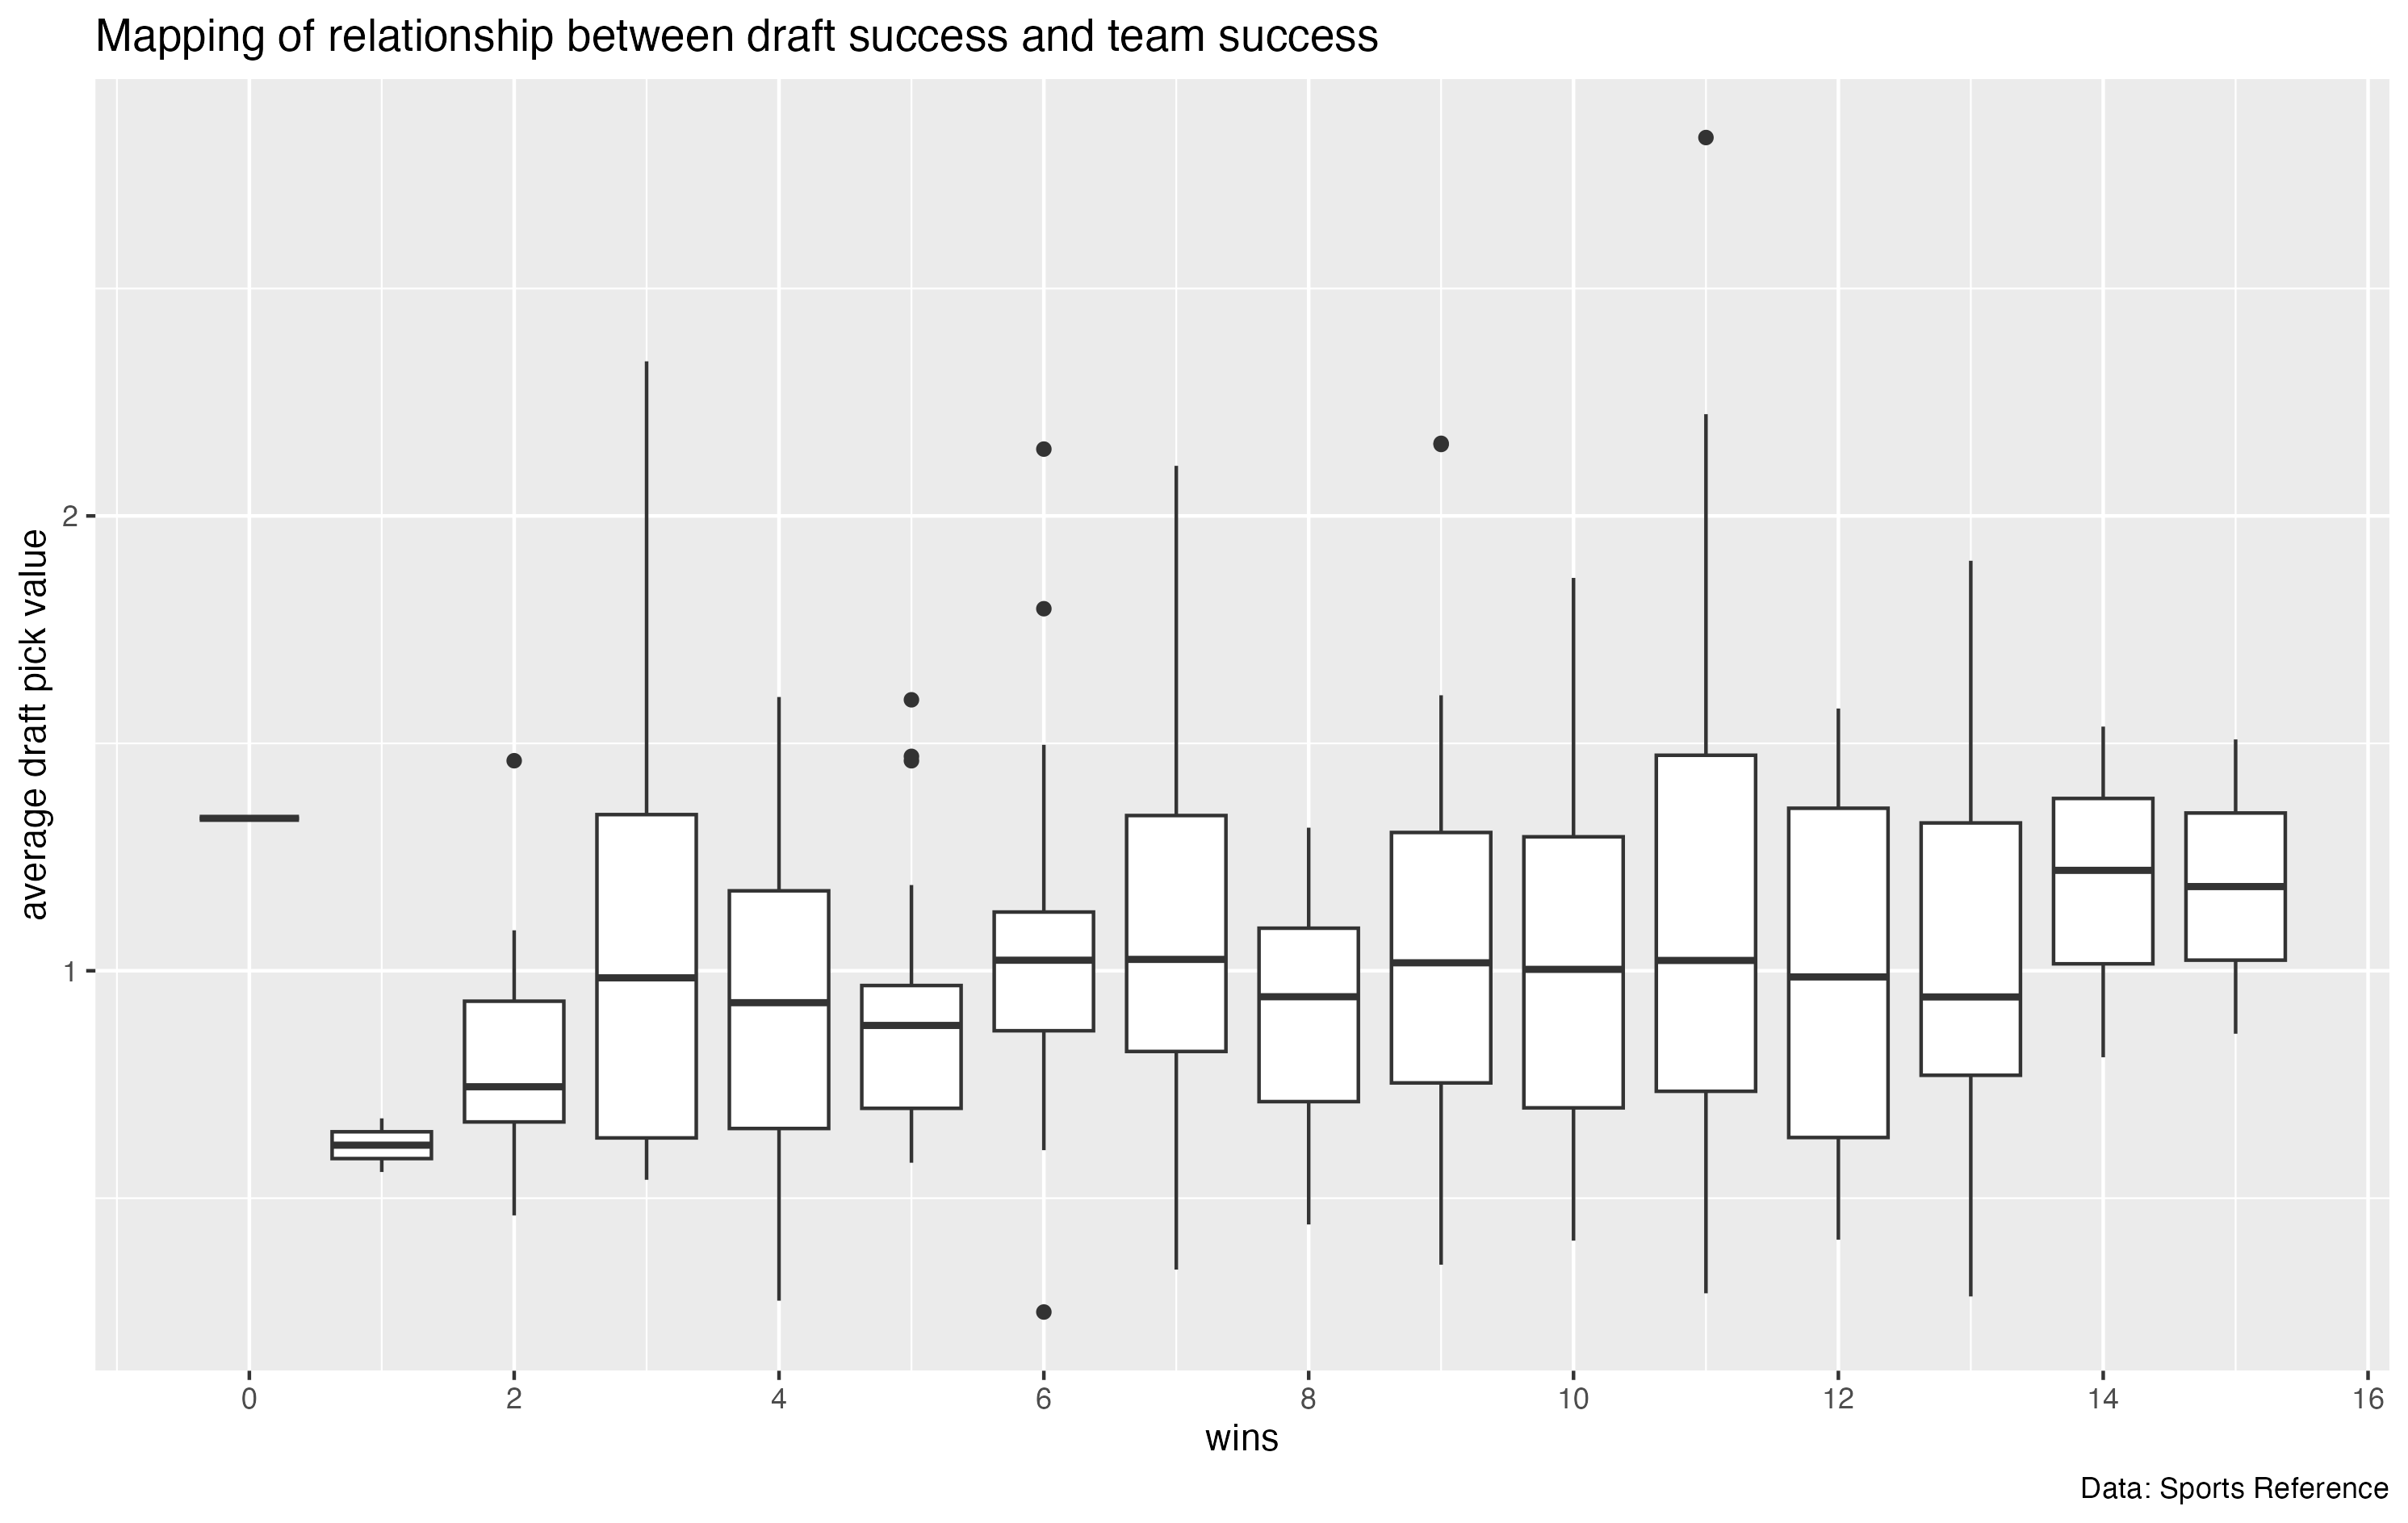 Mapping of relationship between draft success and team success
average draft pick value
2
1
0 2 4 6 8 10 12 14 16
wins
Data: Sports Reference